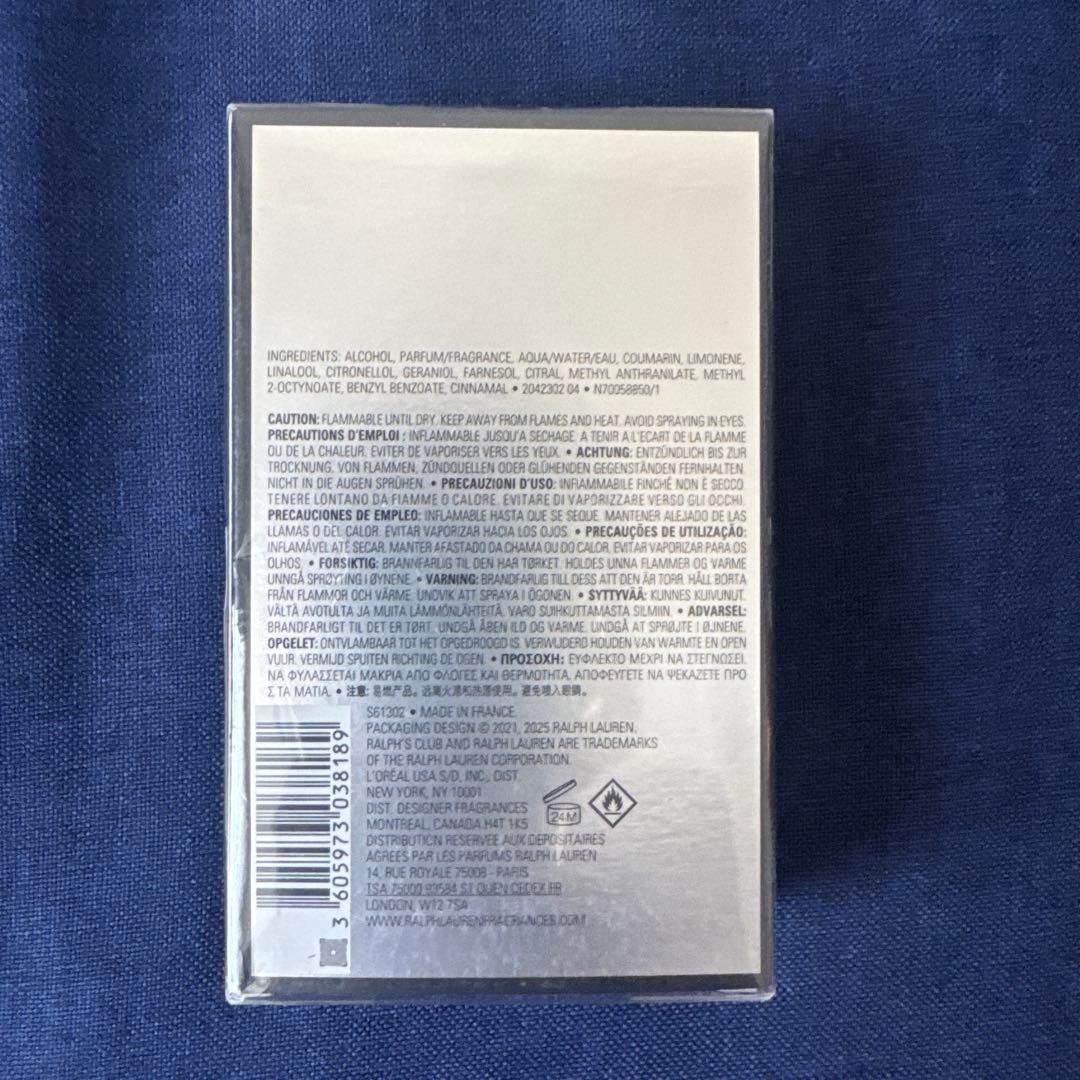 INGREDIENTS: ALCOHOL, PARFUM/FRAGRANCE, AQUA/WATER/EAU, COUMARIN, LIMONENE,
LINALOOL, CITRONELLOL, GERANIOL, FARNESOL, CITRAL, METHYL ANTHRANILATE, METHYL
2-OCTYNOATE, BENZYL BENZOATE, CINNAMAL • 2042302 04 • N70058850/1
CAUTION: FLAMMABLE UNTIL DRY. KEEP AWAY FROM FLAMES AND HEAT. AVOID SPRAYING IN EYES.
PRECAUTIONS D'EMPLOI : INFLAMMABLE JUSQU'A SECHAGE. A TENIR A L'ECART DE LA FLAMME
OU DE LA CHALEUR. EVITER DE VAPORISER VERS LES YEUX. • ACHTUNG: ENTZÜNDLICH BIS ZUR
TROCKNUNG. VON FLAMMEN, ZÜNDQUELLEN ODER GLÜHENDEN GEGENSTÄNDEN FERNHALTEN.
NICHT IN DIE AUGEN SPRÜHEN. • PRECAUZIONI D'USO: INFIAMMABILE FINCHÉ NON È SECCO.
TENERE LONTANO DA FIAMME O CALORE. EVITARE DI VAPORIZZARE VERSO GLI OCCHI.
PRECAUCIONES DE EMPLEO: INFLAMABLE HASTA QUE SE SEQUE. MANTENER ALEJADO DE LAS
LLAMAS O DEL CALOR. EVITAR VAPORIZAR HACIA LOS OJOS. • PRECAUÇÕES DE UTILIZAÇÃO:
INFLAMÁVEL ATÉ SECAR. MANTER AFASTADO DA CHAMA OU DO CALOR. EVITAR VAPORIZAR PARA OS
OLHOS. • FORSIKTIG: BRANNFARLIG TIL DEN HAR TØRKET. HOLDES UNNA FLAMMER OG VARME.
UNNGÅ SPRØYTING I ØYNENE. • VARNING: BRANDFARLIG TILL DESS ATT DEN ÄR TORR. HÅLL BORTA
FRÅN FLAMMOR OCH VÄRME. UNDVIK ATT SPRAYA I ÖGONEN. • SYTTYVÄÄ: KUNNES KUIVUNUT.
VÄLTÄ AVOTULTA JA MUITA LÄMMÖNLÄHTEITÄ. VARO SUIHKUTTAMASTA SILMIIN. • ADVARSEL:
BRANDFARLIGT TIL DET ER TØRT. UNDGÅ ÅBEN ILD OG VARME. UNDGÅ AT SPRØJTE I ØJNENE.
OPGELET: ONTVLAMBAAR TOT HET OPGEDROOGD IS. VERWIJDERD HOUDEN VAN WARMTE EN OPEN
VUUR. VERMIJD SPUITEN RICHTING DE OGEN. • ΠΡΟΣΟΧΗ: ΕΥΦΛΕΚΤΟ ΜΕΧΡΙ ΝΑ ΣΤΕΓΝΩΣΕΙ.
ΝΑ ΦΥΛΑΣΣΕΤΑΙ ΜΑΚΡΙΑ ΑΠΟ ΦΛΟΓΕΣ ΚΑΙ ΘΕΡΜΟΤΗΤΑ. ΑΠΟΦΕΥΓΕΤΕ ΝΑ ΨΕΚΑΖΕΤΕ ΠΡΟ
Σ ΤΑ ΜΑΤΙΑ. • 注意: 易燃产品。远离火源和热源使用。避免喷入眼睛。
S61302 • MADE IN FRANCE.
PACKAGING DESIGN © 2021, 2025 RALPH LAUREN.
RALPH'S CLUB AND RALPH LAUREN ARE TRADEMARKS
OF THE RALPH LAUREN CORPORATION.
L'ORÉAL USA S/D, INC., DIST.
NEW YORK, NY 10001
DIST. DESIGNER FRAGRANCES
MONTREAL, CANADA H4T 1K5
DISTRIBUTION RESERVEE AUX DEPOSITAIRES
AGREES PAR LES PARFUMS RALPH LAUREN
14, RUE ROYALE 75008 - PARIS
TSA 75000 93584 ST OUEN CEDEX FR
LONDON, W12 7SA
WWW.RALPHLAURENFRAGRANCES.COM
24M
3 605973 038189